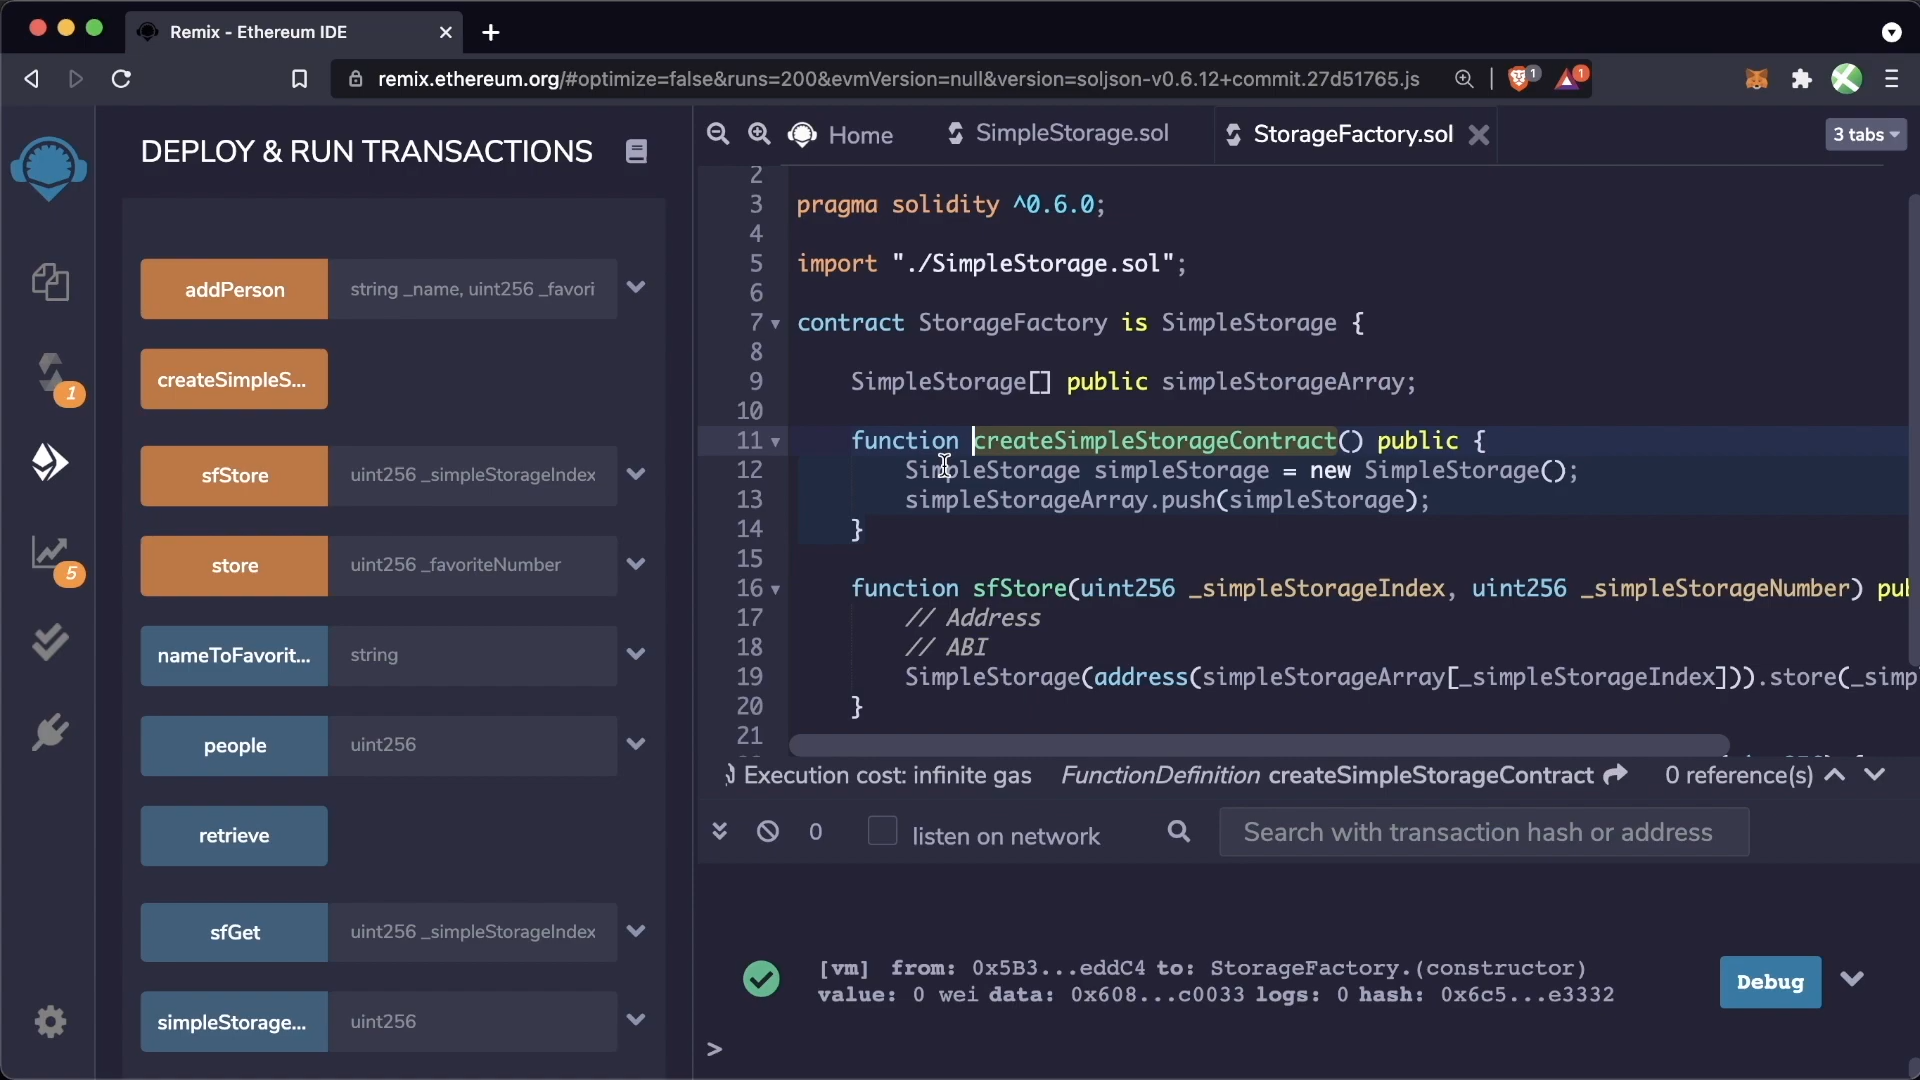 Remix - Ethereum IDE
remix.ethereum.org/#optimize=false&runs=200&evmVersion=null&version=soljson-v0.6.12+commit.27d51765.js
1
1
DEPLOY & RUN TRANSACTIONS
addPerson
string _name, uint256 _favori
createSimpleS...
sfStore
uint256 _simpleStorageIndex
store
uint256 _favoriteNumber
nameToFavorit...
string
people
uint256
retrieve
sfGet
uint256 _simpleStorageIndex
simpleStorage...
uint256
1
5
Home
SimpleStorage.sol
StorageFactory.sol
3 tabs
2
3 pragma solidity ^0.6.0;
4
5 import "./SimpleStorage.sol";
6
7 contract StorageFactory is SimpleStorage {
8
9 SimpleStorage[] public simpleStorageArray;
10
11 function createSimpleStorageContract() public {
12 SimpleStorage simpleStorage = new SimpleStorage();
13 simpleStorageArray.push(simpleStorage);
14 }
15
16 function sfStore(uint256 _simpleStorageIndex, uint256 _simpleStorageNumber) pub
17 // Address
18 // ABI
19 SimpleStorage(address(simpleStorageArray[_simpleStorageIndex])).store(_simp
20 }
21
Execution cost: infinite gas FunctionDefinition createSimpleStorageContract 0 reference(s)
0 listen on network Search with transaction hash or address
[vm] from: 0x5B3...eddC4 to: StorageFactory.(constructor)
value: 0 wei data: 0x608...c0033 logs: 0 hash: 0x6c5...e3332
Debug
>